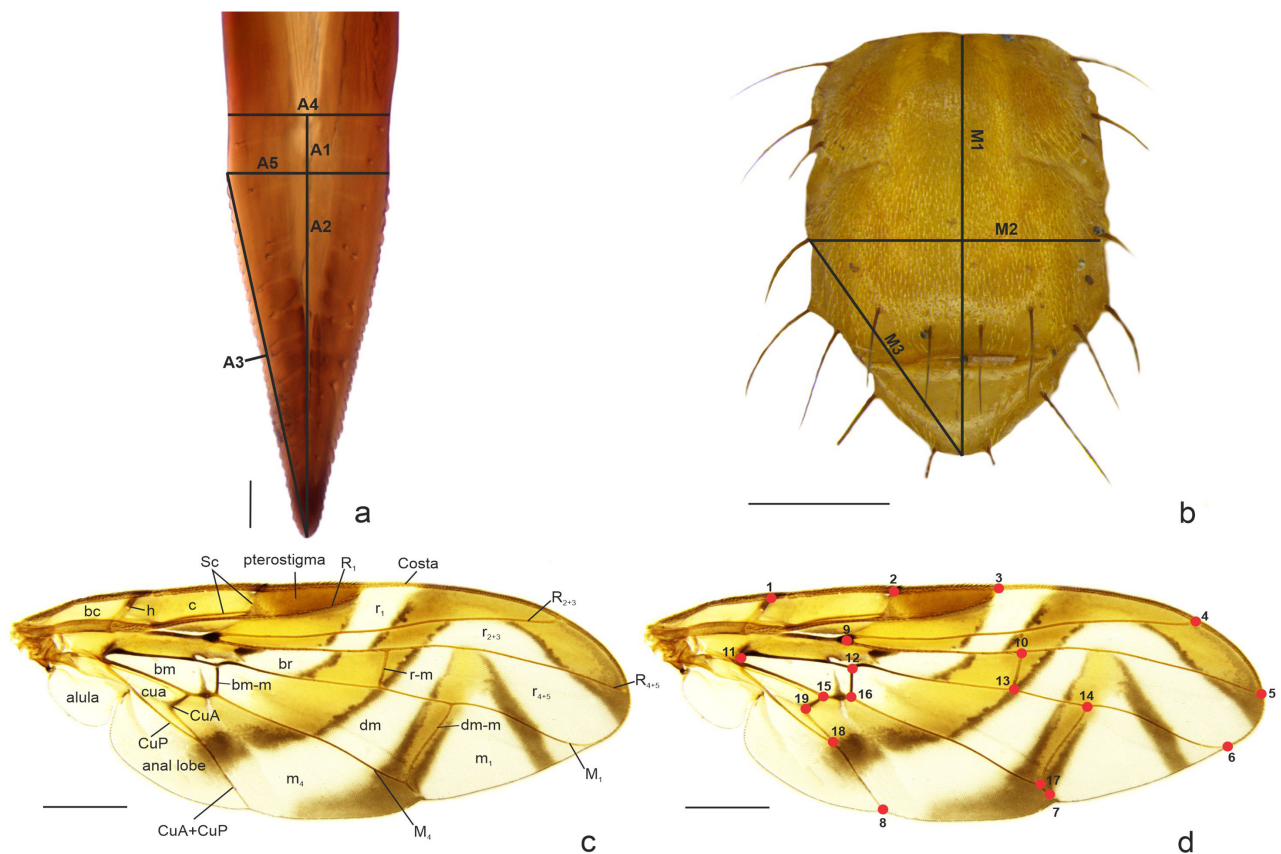 A4
A1
A5
A2
A3
a
M1
M2
M3
b
Sc
pterostigma
R1
Costa
bc
h
c
r1
R2+3
r2+3
bm
br
r-m
r4+5
R4+5
alula
cua
bm-m
CuA
dm
dm-m
CuP
anal lobe
m4
m1
M1
CuA+CuP
M4
c
1
2
3
4
9
10
11
12
13
5
15
16
14
19
18
6
17
7
8
d